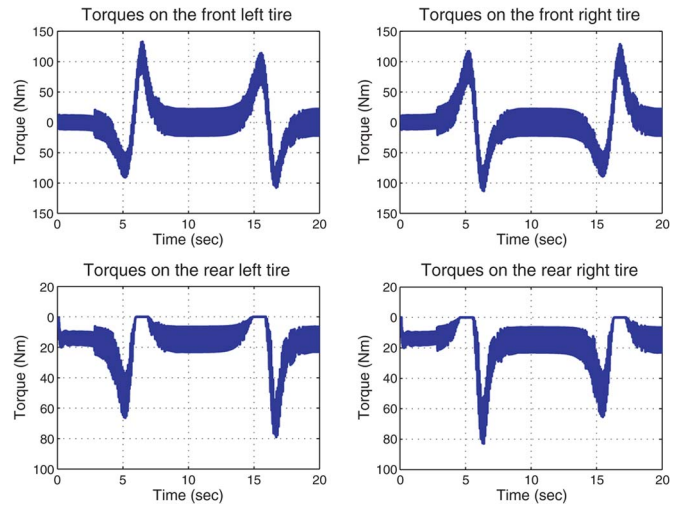 Torques on the front left tire
Torques on the front right tire
150
100
50
0
50
100
150
Torque (Nm)
0 5 10 15 20
Time (sec)
150
100
50
0
50
100
150
Torque (Nm)
0 5 10 15 20
Time (sec)
Torques on the rear left tire
Torques on the rear right tire
20
0
20
40
60
80
100
Torque (Nm)
0 5 10 15 20
Time (sec)
20
0
20
40
60
80
100
Torque (Nm)
0 5 10 15 20
Time (sec)